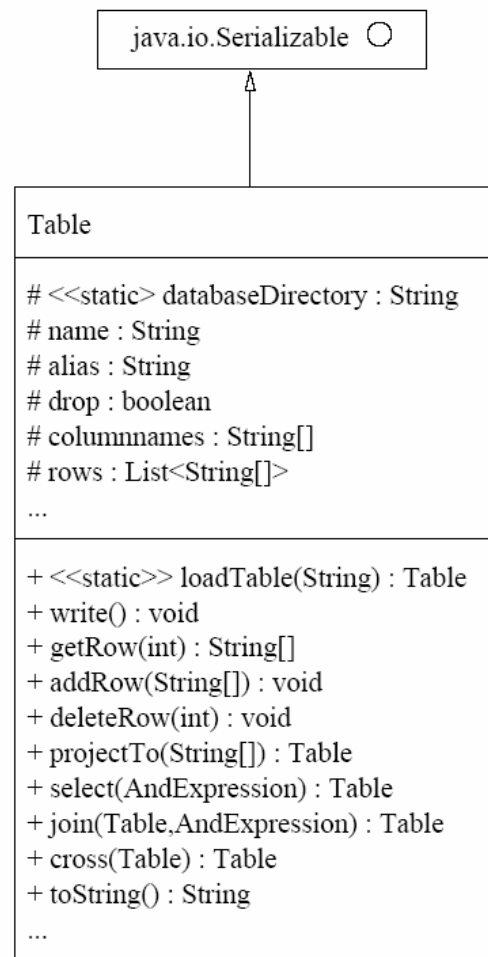 java.io.Serializable
Table
# <<static> databaseDirectory : String
# name : String
# alias : String
# drop : boolean
# columnnames : String[]
# rows : List<String[]>
...
+ <<static>> loadTable(String) : Table
+ write() : void
+ getRow(int) : String[]
+ addRow(String[]) : void
+ deleteRow(int) : void
+ projectTo(String[]) : Table
+ select(AndExpression) : Table
+ join(Table,AndExpression) : Table
+ cross(Table) : Table
+ toString() : String
...